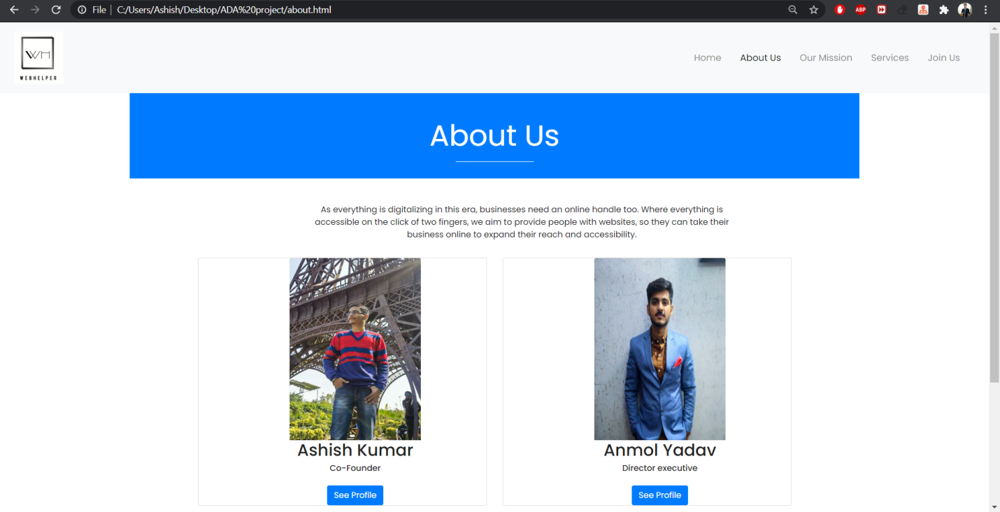 File C:/Users/Ashish/Desktop/ADA%20project/about.html
ABP
WH
WEBHELPER
Home About Us Our Mission Services Join Us
About Us
As everything is digitalizing in this era, businesses need an online handle too. Where everything is
accessible on the click of two fingers, we aim to provide people with websites, so they can take their
business online to expand their reach and accessibility.
Ashish Kumar
Co-Founder
See Profile
Anmol Yadav
Director executive
See Profile